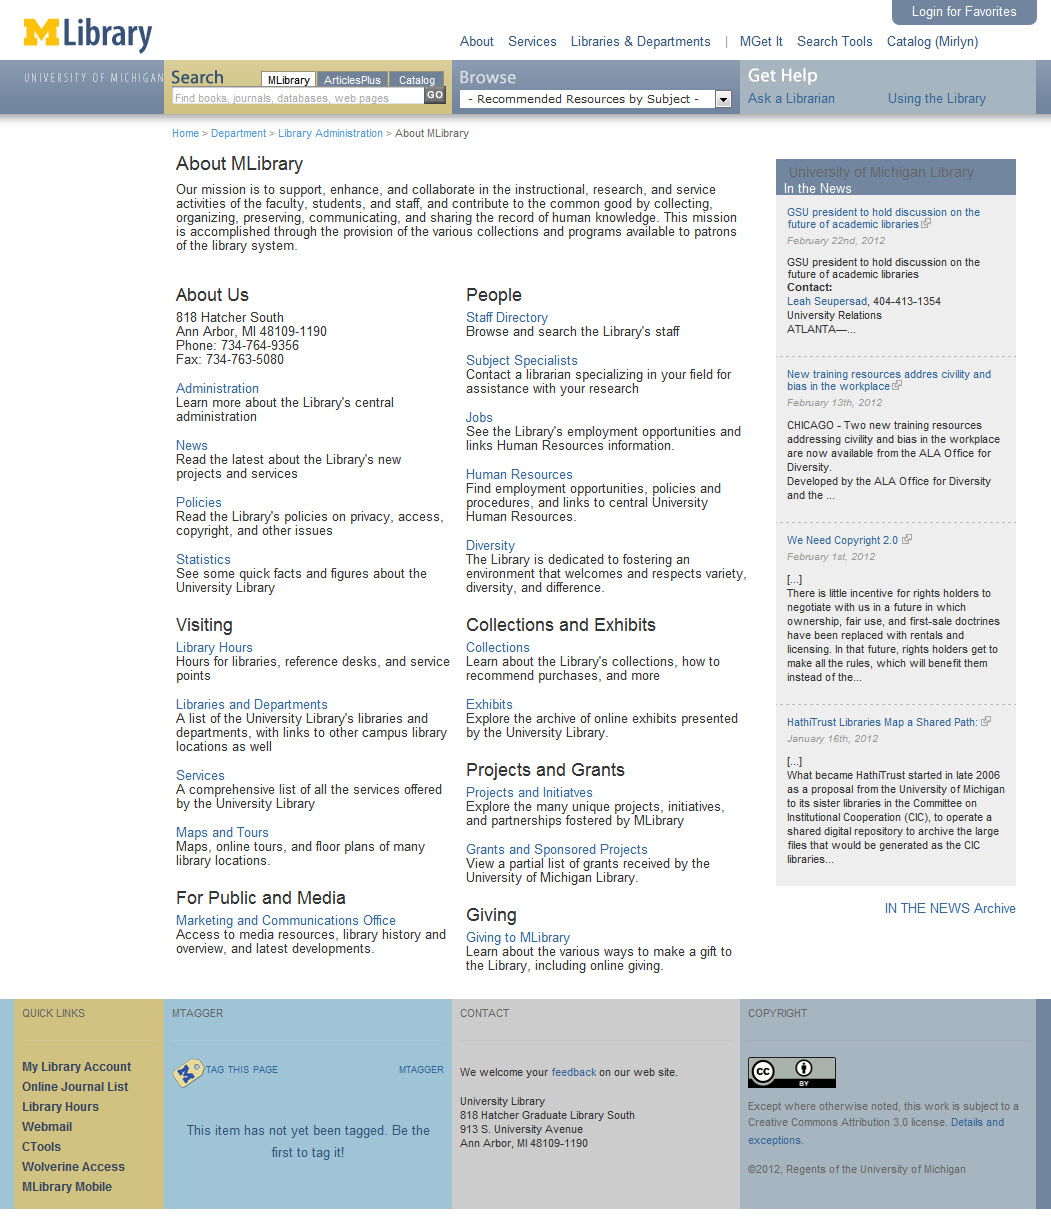 Login for Favorites
MLibrary
About Services Libraries & Departments | MGet It Search Tools Catalog (Mirlyn)
UNIVERSITY OF MICHIGAN
Search MLibrary ArticlesPlus Catalog
Find books, journals, databases, web pages GO
Browse
- Recommended Resources by Subject -
Get Help
Ask a Librarian Using the Library
Home > Department > Library Administration > About MLibrary
About MLibrary
Our mission is to support, enhance, and collaborate in the instructional, research, and service
activities of the faculty, students, and staff, and contribute to the common good by collecting,
organizing, preserving, communicating, and sharing the record of human knowledge. This mission
is accomplished through the provision of the various collections and programs available to patrons
of the library system.
About Us
818 Hatcher South
Ann Arbor, MI 48109-1190
Phone: 734-764-9356
Fax: 734-763-5080
Administration
Learn more about the Library's central
administration
News
Read the latest about the Library's new
projects and services
Policies
Read the Library's policies on privacy, access,
copyright, and other issues
Statistics
See some quick facts and figures about the
University Library
Visiting
Library Hours
Hours for libraries, reference desks, and service
points
Libraries and Departments
A list of the University Library's libraries and
departments, with links to other campus library
locations as well
Services
A comprehensive list of all the services offered
by the University Library
Maps and Tours
Maps, online tours, and floor plans of many
library locations.
For Public and Media
Marketing and Communications Office
Access to media resources, library history and
overview, and latest developments.
People
Staff Directory
Browse and search the Library's staff
Subject Specialists
Contact a librarian specializing in your field for
assistance with your research
Jobs
See the Library's employment opportunities and
links Human Resources information.
Human Resources
Find employment opportunities, policies and
procedures, and links to central University
Human Resources.
Diversity
The Library is dedicated to fostering an
environment that welcomes and respects variety,
diversity, and difference.
Collections and Exhibits
Collections
Learn about the Library's collections, how to
recommend purchases, and more
Exhibits
Explore the archive of online exhibits presented
by the University Library.
Projects and Grants
Projects and Initiatves
Explore the many unique projects, initiatives,
and partnerships fostered by MLibrary
Grants and Sponsored Projects
View a partial list of grants received by the
University of Michigan Library.
Giving
Giving to MLibrary
Learn about the various ways to make a gift to
the Library, including online giving.
University of Michigan Library
In the News
GSU president to hold discussion on the
future of academic libraries
February 22nd, 2012
GSU president to hold discussion on the
future of academic libraries
Contact:
Leah Seupersad, 404-413-1354
University Relations
ATLANTA—...
New training resources addres civility and
bias in the workplace
February 13th, 2012
CHICAGO - Two new training resources
addressing civility and bias in the workplace
are now available from the ALA Office for
Diversity.
Developed by the ALA Office for Diversity
and the ...
We Need Copyright 2.0
February 1st, 2012
[...]
There is little incentive for rights holders to
negotiate with us in a future in which
ownership, fair use, and first-sale doctrines
have been replaced with rentals and
licensing. In that future, rights holders get to
make all the rules, which will benefit them
instead of the...
HathiTrust Libraries Map a Shared Path:
January 16th, 2012
[...]
What became HathiTrust started in late 2006
as a proposal from the University of Michigan
to its sister libraries in the Committee on
Institutional Cooperation (CIC), to operate a
shared digital repository to archive the large
files that would be generated as the CIC
libraries...
IN THE NEWS Archive
QUICK LINKS
My Library Account
Online Journal List
Library Hours
Webmail
CTools
Wolverine Access
MLibrary Mobile
MTAGGER
M TAG THIS PAGE MTAGGER
This item has not yet been tagged. Be the
first to tag it!
CONTACT
We welcome your feedback on our web site.
University Library
818 Hatcher Graduate Library South
913 S. University Avenue
Ann Arbor, MI 48109-1190
COPYRIGHT
cc BY
Except where otherwise noted, this work is subject to a
Creative Commons Attribution 3.0 license. Details and
exceptions.
©2012, Regents of the University of Michigan